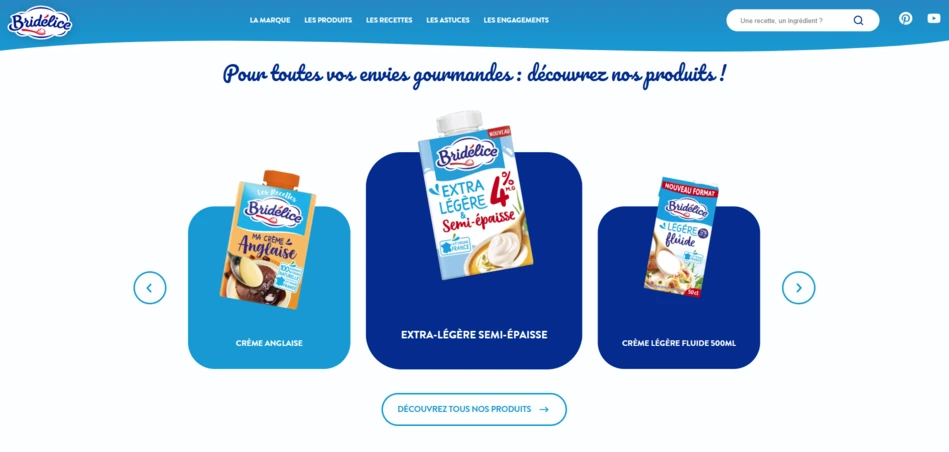 Bridélice
LA MARQUE
LES PRODUITS
LES RECETTES
LES ASTUCES
LES ENGAGEMENTS
Une recette, un ingrédient ?
Pour toutes vos envies gourmandes : découvrez nos produits !
Les Recettes
Bridélice
MA CRÈME
Anglaise
CRÈME ANGLAISE
NOUVEAU
Bridélice
EXTRA
LÉGÈRE
4%
M.G
&
Semi-épaisse
FRANCE
EXTRA-LÉGÈRE SEMI-ÉPAISSE
NOUVEAU FORMAT
Bridélice
LÉGÈRE
fluide
50cl
CRÈME LÉGÈRE FLUIDE 500ML
DÉCOUVREZ TOUS NOS PRODUITS